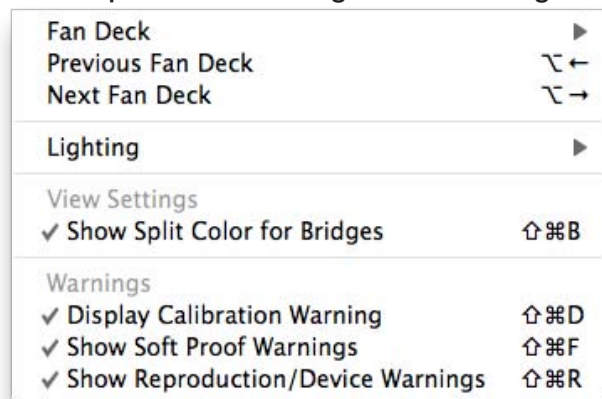 Fan Deck ▶
Previous Fan Deck ⌥←
Next Fan Deck ⌥→
Lighting ▶
View Settings
✓ Show Split Color for Bridges ⇧⌘B
Warnings
✓ Display Calibration Warning ⇧⌘D
✓ Show Soft Proof Warnings ⇧⌘F
✓ Show Reproduction/Device Warnings ⇧⌘R